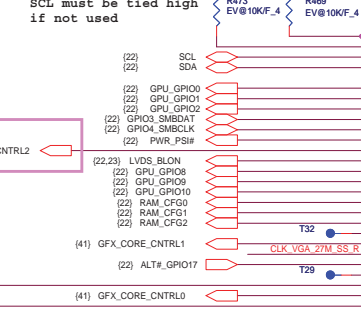 SCL must be tied high
if not used
R473
EV@10K/F_4
R469
EV@10K/F_4
{22} SCL
{22} SDA
{22} GPU_GPIO0
{22} GPU_GPIO1
{22} GPU_GPIO2
{22} GPIO3_SMBDAT
{22} GPIO4_SMBCLK
{22} PWR_PSI#
CNTRL2
{22,23} LVDS_BLON
{22} GPU_GPIO8
{22} GPU_GPIO9
{22} GPU_GPIO10
{22} RAM_CFG0
{22} RAM_CFG1
{22} RAM_CFG2
T32
{41} GFX_CORE_CNTRL1
CLK_VGA_27M_SS_R
{22} ALT#_GPIO17
T29
{41} GFX_CORE_CNTRL0